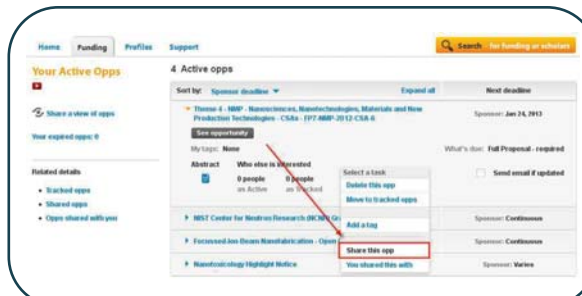 Home Funding Profiles Support
Search for funding or scholars
Your Active Opps
4 Active opps
Sort by: Sponsor deadline Expand all Next deadline
Share a view of opps
Theme 4 - NMP - Nanosciences, Nanotechnologies, Materials and New
Production Technologies - CSAs - FP7-NMP-2012-CSA-6
Sponsor: Jan 24, 2013
See opportunity
Your expired opps: 0
My tags: None
What's due: Full Proposal - required
Abstract Who else is interested
Send email if updated
0 people 0 people
as Active as Tracked
Related details
Tracked opps
Shared opps
Opps shared with you
Select a task
Delete this opp
Move to tracked opps
Add a tag
Share this opp
You shared this with
NIST Center for Neutron Research (NCNR) Gra
Sponsor: Continuous
Focussed Ion Beam Nanofabrication - Open
Sponsor: Continuous
Nanotoxicology Highlight Notice
Sponsor: Varies